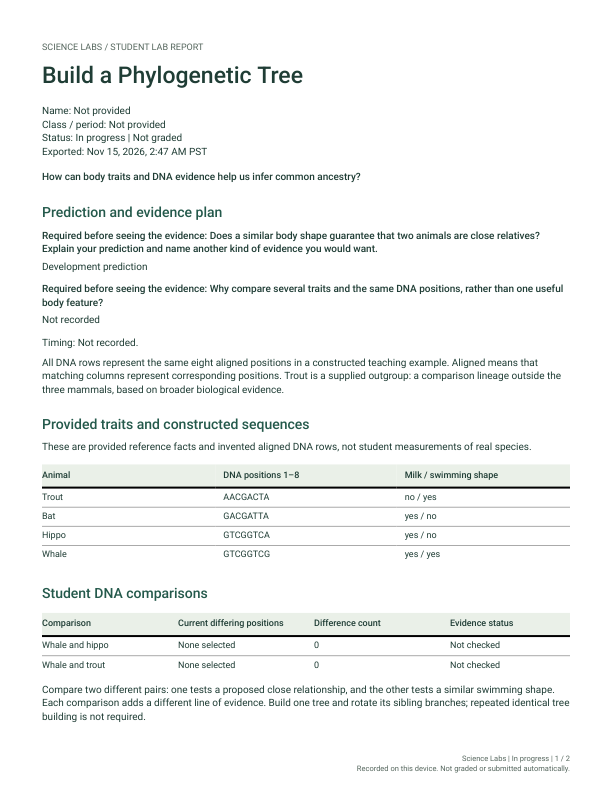 SCIENCE LABS / STUDENT LAB REPORT
Build a Phylogenetic Tree
Name: Not provided
Class / period: Not provided
Status: In progress | Not graded
Exported: Nov 15, 2026, 2:47 AM PST
How can body traits and DNA evidence help us infer common ancestry?
Prediction and evidence plan
Required before seeing the evidence: Does a similar body shape guarantee that two animals are close relatives?
Explain your prediction and name another kind of evidence you would want.
Development prediction
Required before seeing the evidence: Why compare several traits and the same DNA positions, rather than one useful
body feature?
Not recorded
Timing: Not recorded.
All DNA rows represent the same eight aligned positions in a constructed teaching example. Aligned means that
matching columns represent corresponding positions. Trout is a supplied outgroup: a comparison lineage outside the
three mammals, based on broader biological evidence.
Provided traits and constructed sequences
These are provided reference facts and invented aligned DNA rows, not student measurements of real species.
Animal DNA positions 1–8 Milk / swimming shape
Trout AACGACTA no / yes
Bat GACGATTA yes / no
Hippo GTCGGTCA yes / no
Whale GTCGGTCG yes / yes
Student DNA comparisons
Comparison Current differing positions Difference count Evidence status
Whale and hippo None selected 0 Not checked
Whale and trout None selected 0 Not checked
Compare two different pairs: one tests a proposed close relationship, and the other tests a similar swimming shape.
Each comparison adds a different line of evidence. Build one tree and rotate its sibling branches; repeated identical tree
building is not required.
Science Labs | In progress | 1 / 2
Recorded on this device. Not graded or submitted automatically.